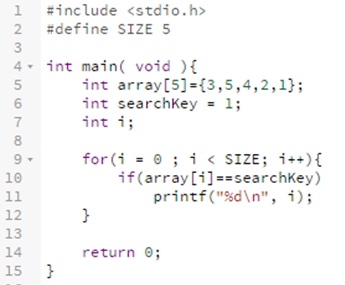 1 #include <stdio.h>
2 #define SIZE 5
3
4 int main( void ){
5     int array[5]={3,5,4,2,1};
6     int searchKey = 1;
7     int i;
8
9     for(i = 0 ; i < SIZE; i++){
10         if(array[i]==searchKey)
11             printf("%d\n", i);
12     }
13
14     return 0;
15 }